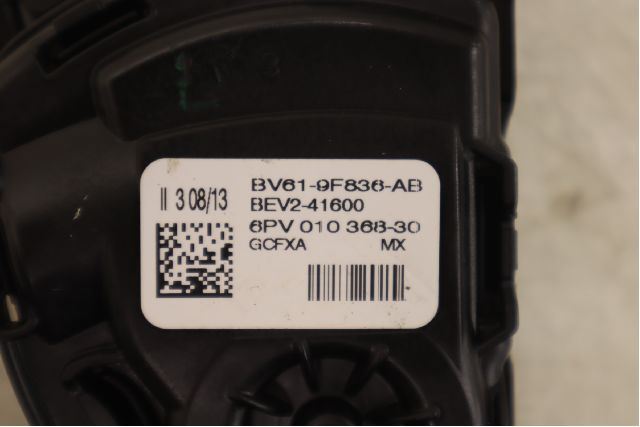 II 3 08/13
BV61-9F836-AB
BEV2-41600
6PV 010 368-30
GCFXA MX